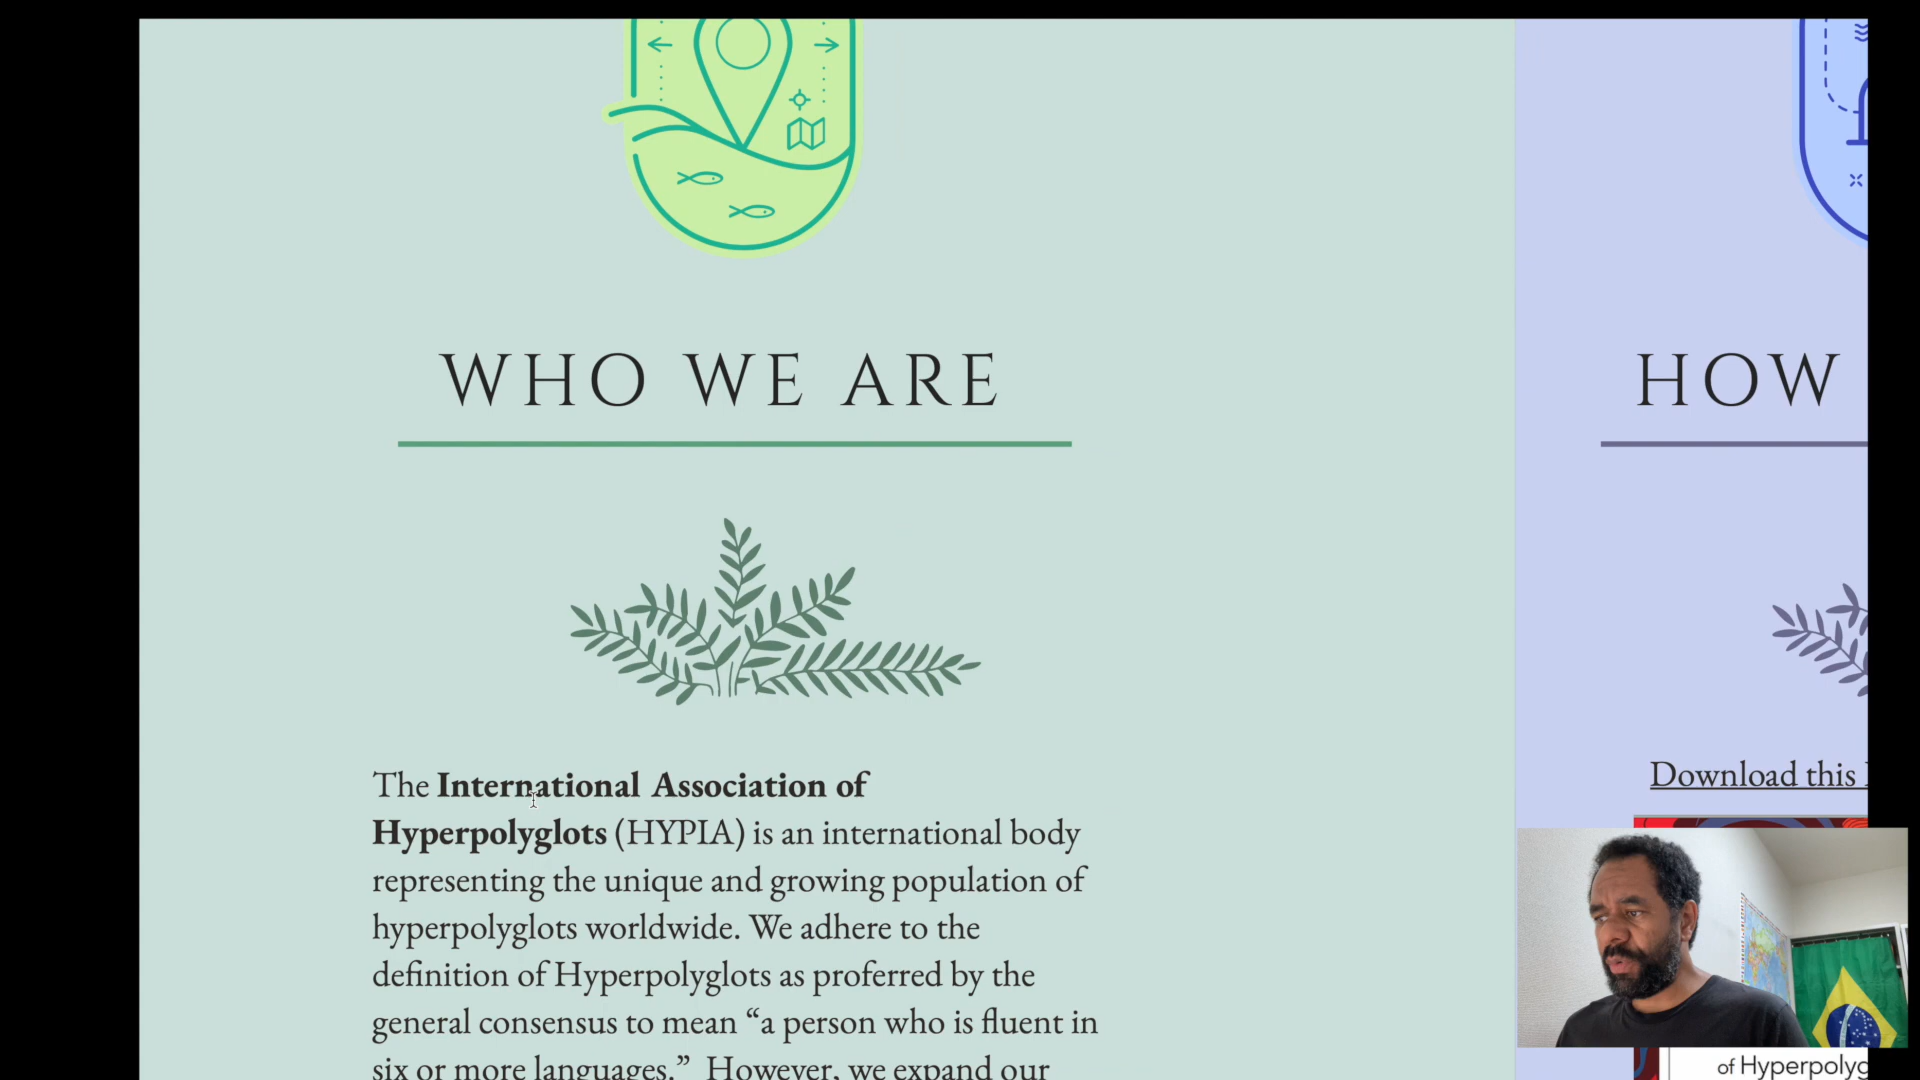 WHO WE ARE
The International Association of
Hyperpolyglots (HYPIA) is an international body
representing the unique and growing population of
hyperpolyglots worldwide. We adhere to the
definition of Hyperpolyglots as proferred by the
general consensus to mean “a person who is fluent in
six or more languages.” However, we expand our
HOW
Download this
of Hyperpolyg